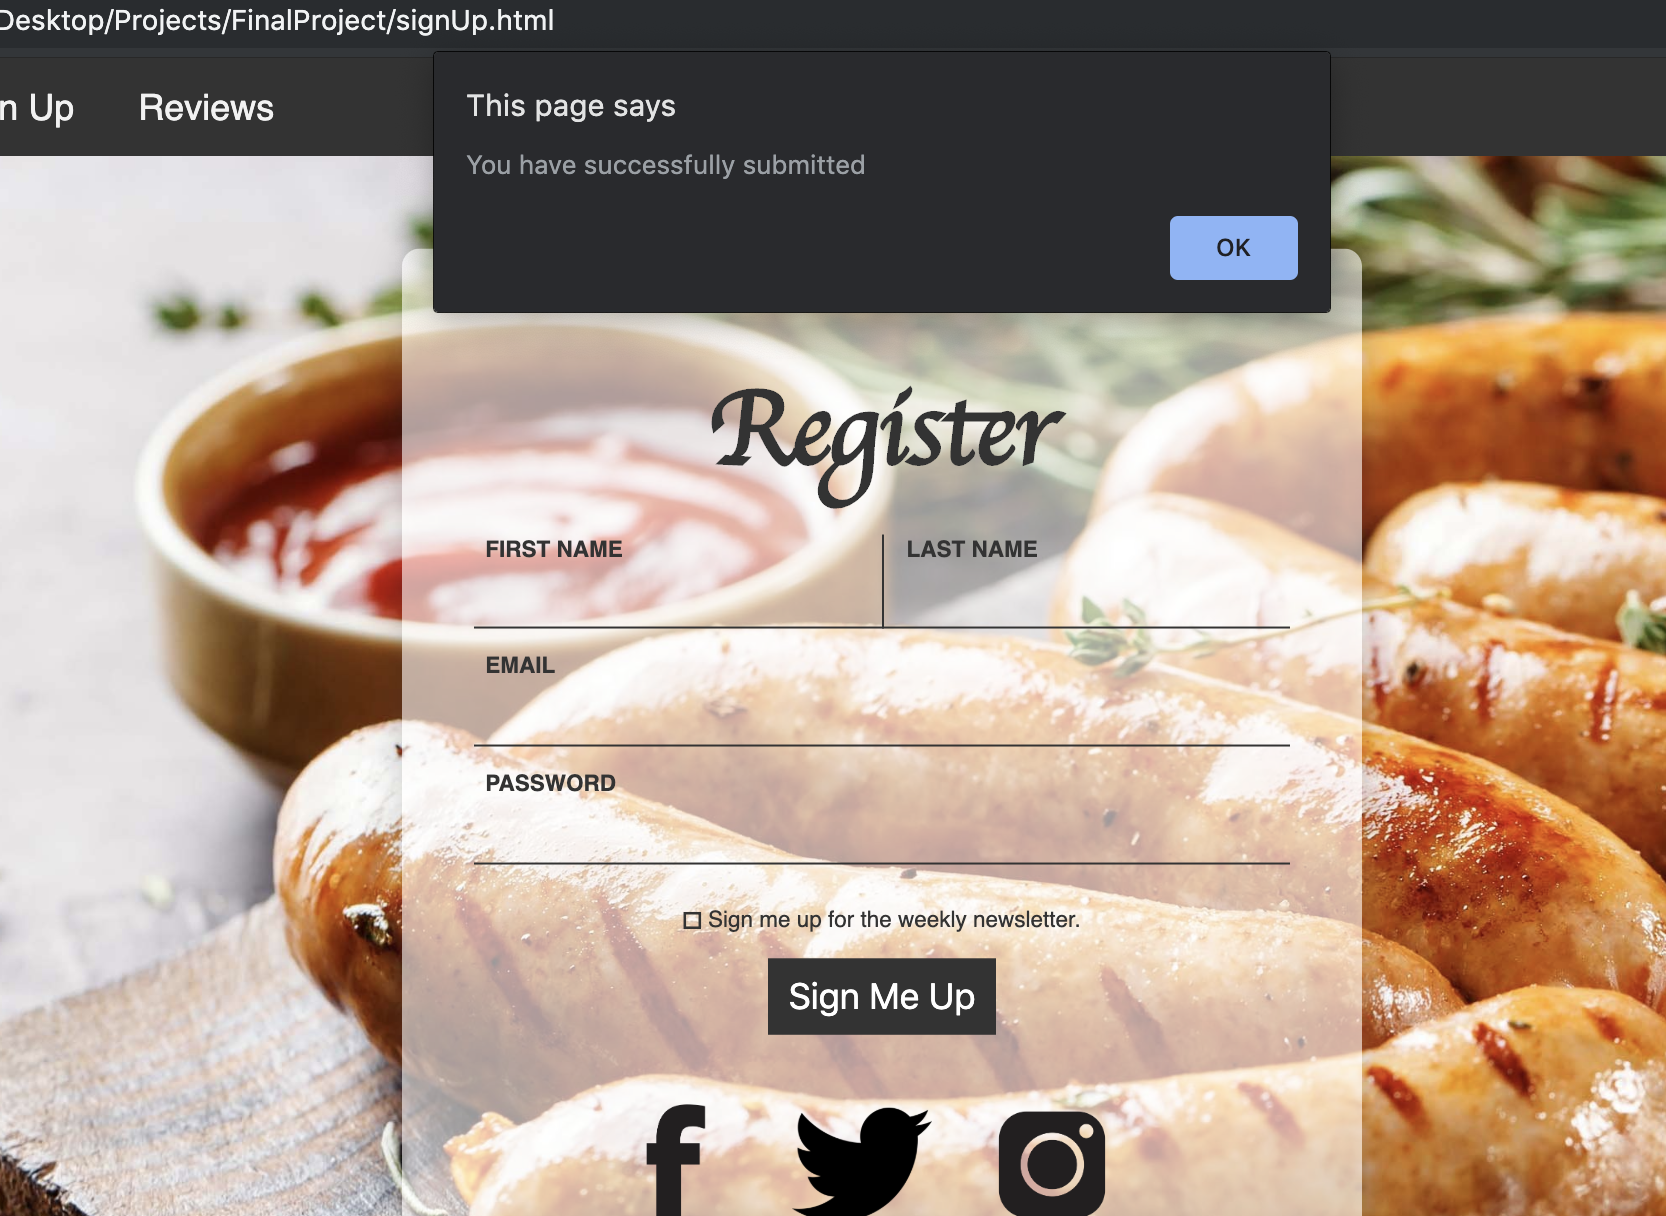 Desktop/Projects/FinalProject/signUp.html
n Up Reviews
This page says
You have successfully submitted
OK
Register
FIRST NAME LAST NAME
EMAIL
PASSWORD
Sign me up for the weekly newsletter.
Sign Me Up